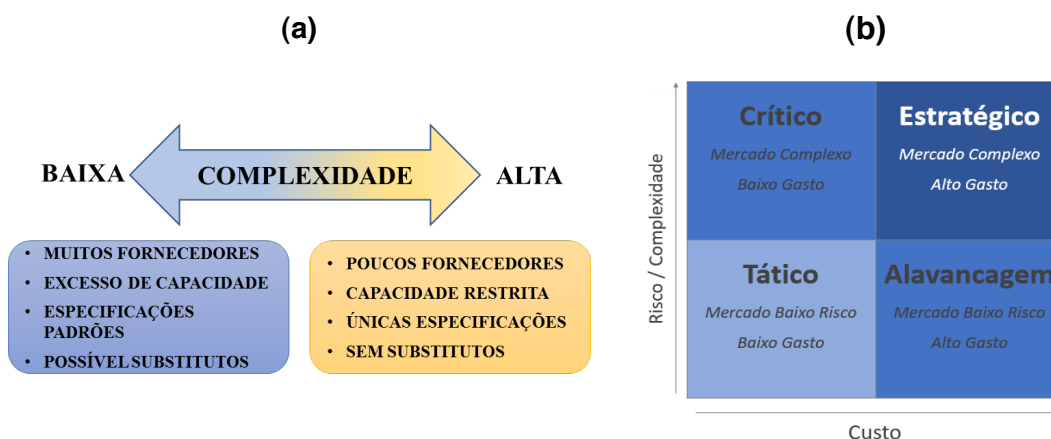 (a)
BAIXA
COMPLEXIDADE
ALTA
• MUITOS FORNECEDORES
• EXCESSO DE CAPACIDADE
• ESPECIFICAÇÕES
PADRÕES
• POSSÍVEL SUBSTITUTOS
• POUCOS FORNECEDORES
• CAPACIDADE RESTRITA
• ÚNICAS ESPECIFICAÇÕES
• SEM SUBSTITUTOS
(b)
Risco / Complexidade
Crítico
Mercado Complexo
Baixo Gasto
Estratégico
Mercado Complexo
Alto Gasto
Tático
Mercado Baixo Risco
Baixo Gasto
Alavancagem
Mercado Baixo Risco
Alto Gasto
Custo